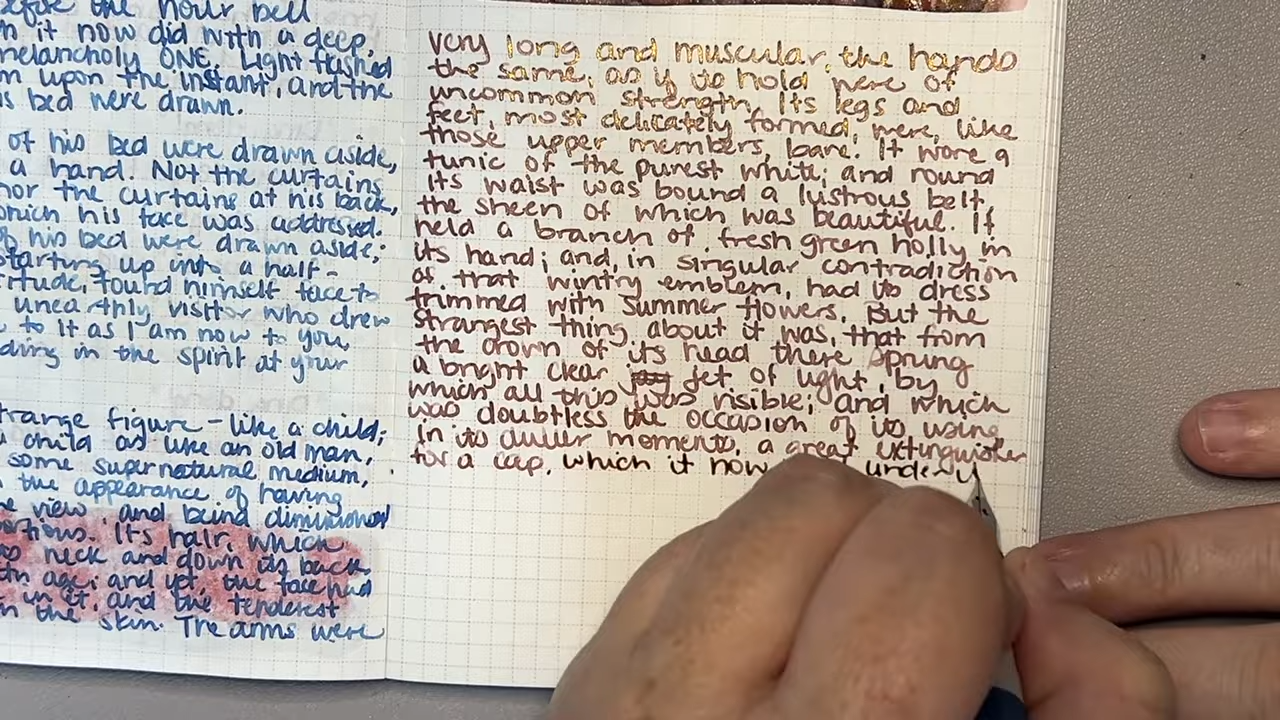 before the hour bell
it now did with a deep,
melancholy ONE. Light flashed
upon the instant, and the
bed were drawn.
of his bed were drawn aside,
a hand. Not the curtains
nor the curtains at his back,
which his face was addressed.
his bed were drawn aside;
starting up into a half-
found himself face to
unearthly visitor who drew
to it as I am now to you,
in the spirit at your
strange figure - like a child;
child as like an old man,
some supernatural medium,
the appearance of having
view, and being diminished
Its hair, which
neck and down its back,
age; and yet, the face had
in it, and the tenderest
the skin. The arms were
very long and muscular, the hands
the same, as if its hold were of
uncommon strength. Its legs and
feet, most delicately formed, were, like
those upper members, bare. It wore a
tunic of the purest white; and round
its waist was bound a lustrous belt,
the sheen of which was beautiful. It
held a branch of fresh green holly in
its hand; and, in singular contradiction
of that wintry emblem, had its dress
trimmed with summer flowers. But the
strangest thing about it was, that from
the crown of its head there sprung
a bright clear jet of light, by
which all this was visible; and which
was doubtless the occasion of its using
in its duller moments, a great extinguisher
for a cap, which it now under